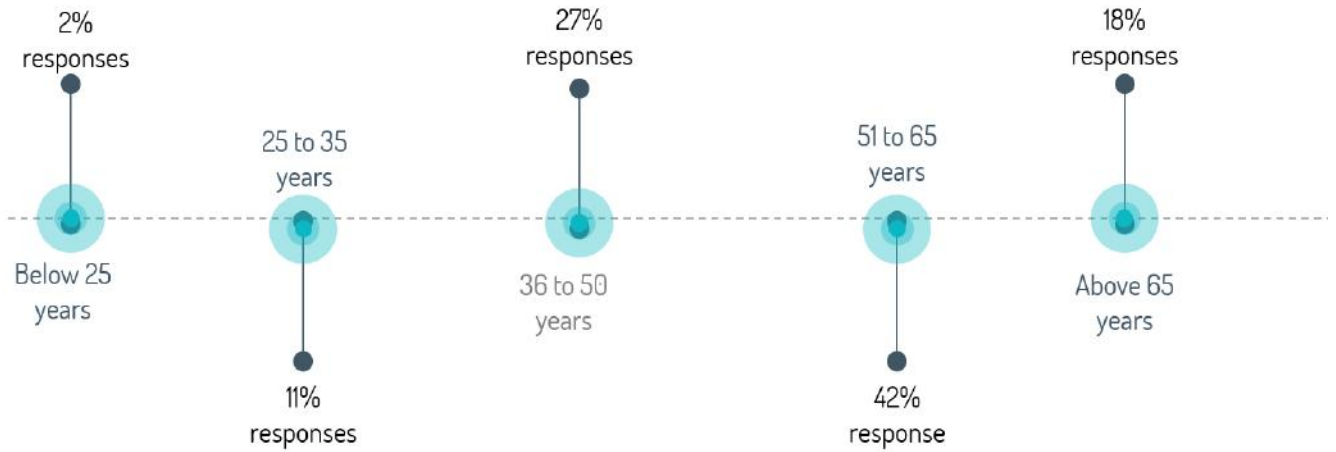 2%
responses
Below 25
years
25 to 35
years
11%
responses
27%
responses
36 to 50
years
51 to 65
years
42%
response
18%
responses
Above 65
years